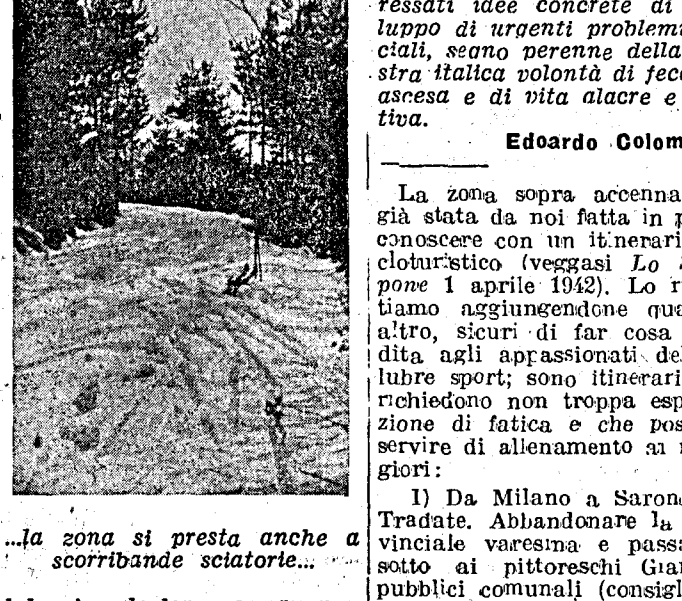 ...la zona si presta anche a
scorribande sciatorie...
ressati idee concrete di
luppo di urgenti problemi
ciali, segno perenne della
stra italica volontà di fec
ascesa e di vita alacre e
tiva.
Edoardo Colom
La zona sopra accenna
già stata da noi fatta in p
conoscere con un itinerari
cloturistico (veggasi Lo
pone 1 aprile 1942). Lo r
tiamo aggiungendone qua
altro, sicuri di far cosa
dita agli appassionati del
lubre sport; sono itinerari
richiedono non troppa esp
zione di fatica e che pos
servire di allenamento ai
giori:
1) Da Milano a Saron
Tradate. Abbandonare la
vinciale varesina e passa
sotto ai pittoreschi Giar
pubblici comunali (consigl